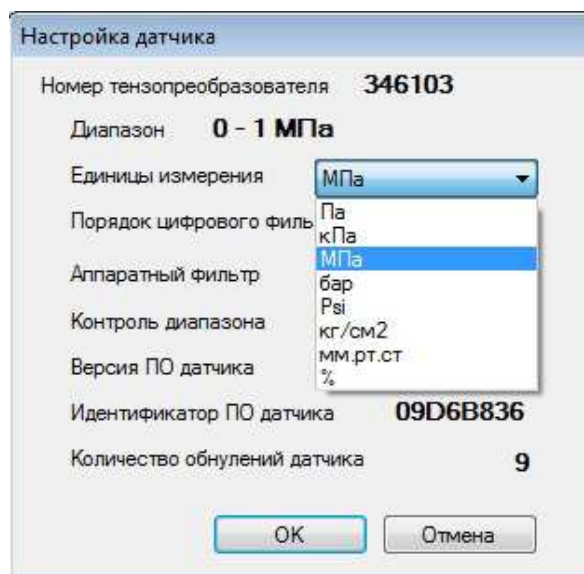 Настройка датчика
Номер тензопреобразователя 346103
Диапазон 0 - 1 МПа
Единицы измерения МПа
Порядок цифрового филь
Па
кПа
МПа
Аппаратный фильтр
бар
Psi
Контроль диапазона
кг/см2
мм.рт.ст
Версия ПО датчика
%
Идентификатор ПО датчика 09D6B836
Количество обнулений датчика 9
OK Отмена